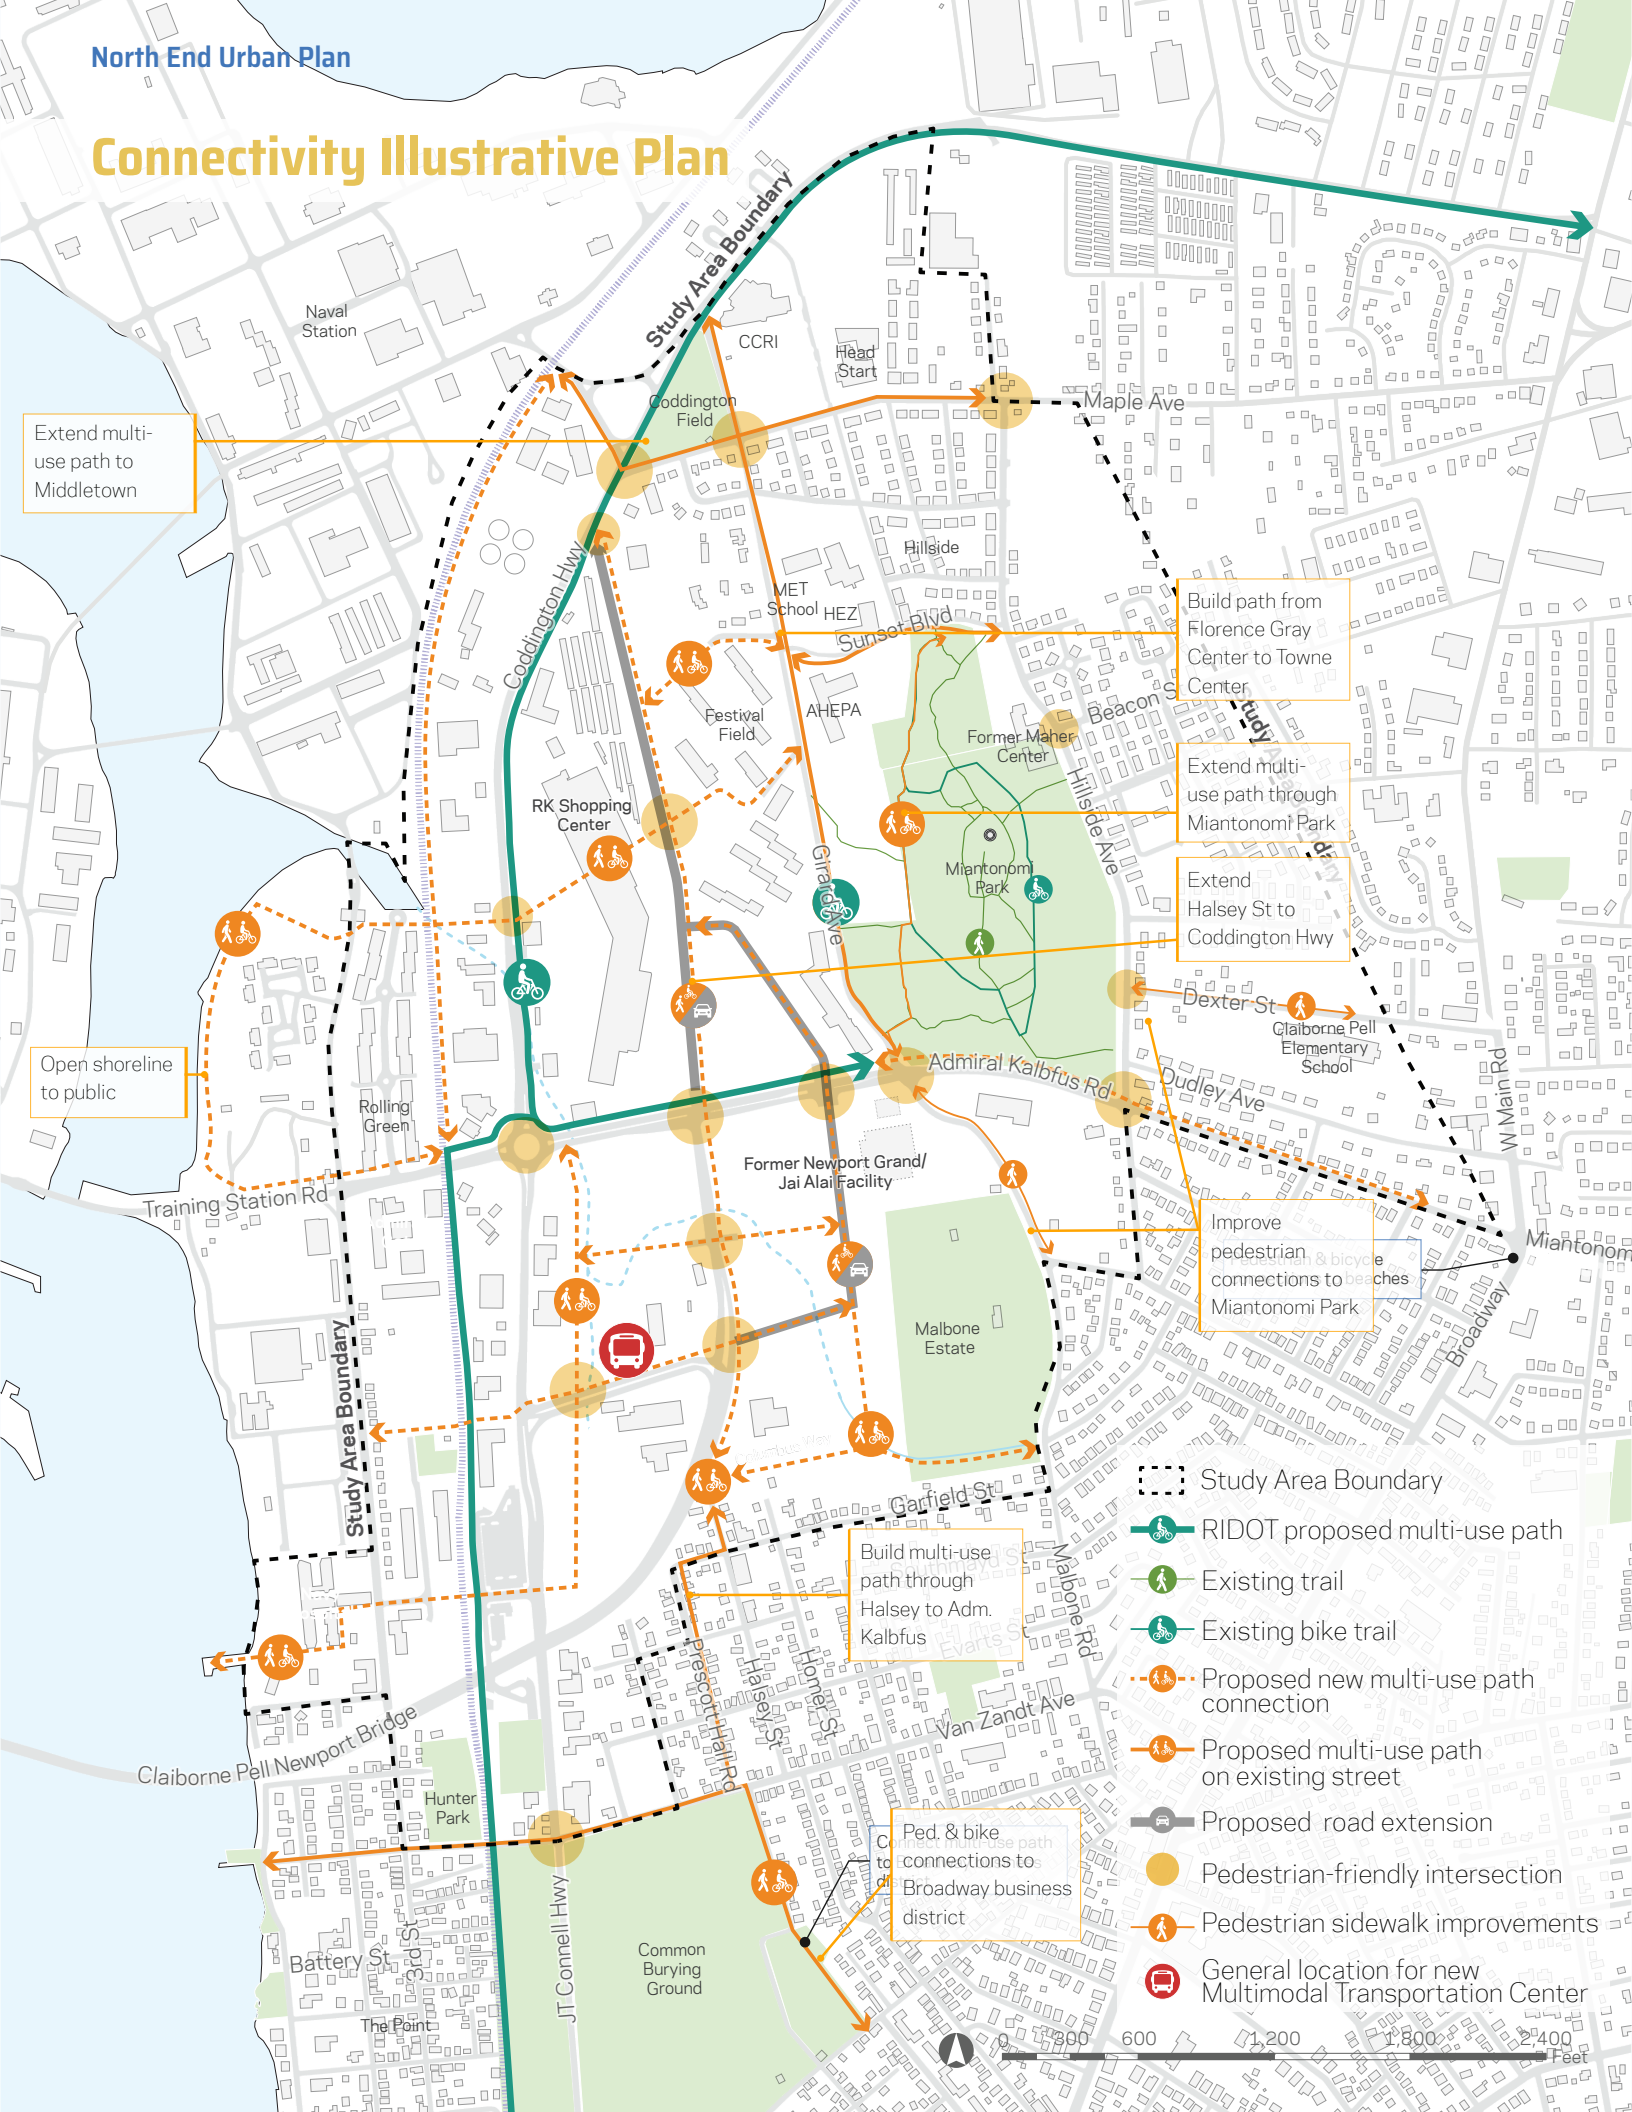 North End Urban Plan
Connectivity Illustrative Plan
Study Area Boundary
Naval
Station
CCRI
Head
Start
Coddington
Field
Maple Ave
Extend multi-
use path to
Middletown
Coddington Hwy
Hillside
MET
School
HEZ
Sunset Blvd
Build path from
Florence Gray
Center to Towne
Center
Beacon S
Study
Festival
Field
AHEPA
Former Maher
Center
Extend multi-
use path through
Miantonomi Park
Hillside Ave
RK Shopping
Center
Girard Ave
Miantonomi
Park
Extend
Halsey St to
Coddington Hwy
Dexter St
Claiborne Pell
Elementary
School
Open shoreline
to public
Rolling
Green
Admiral Kalbfus Rd
Dudley Ave
W Main Rd
Former Newport Grand/
Jai Alai Facility
Training Station Rd
Improve
pedestrian
connections to
Miantonomi Park
Pedestrian & bicycle
beaches
Miantonom
Broadway
Malbone
Estate
Study Area Boundary
Garfield St
Build multi-use
path through
Halsey to Adm.
Kalbfus
Evarts St
Malbone Rd
Prescott Hall Rd
Halsey St
Homer St
Van Zandt Ave
Claiborne Pell Newport Bridge
Hunter
Park
Ped. & bike
connections to
Broadway business
district
Connect multi-use path
JT Connell Hwy
Common
Burying
Ground
Battery St
3rd St
The Point
Study Area Boundary
RIDOT proposed multi-use path
Existing trail
Existing bike trail
Proposed new multi-use path
connection
Proposed multi-use path
on existing street
Proposed road extension
Pedestrian-friendly intersection
Pedestrian sidewalk improvements
General location for new
Multimodal Transportation Center
0 300 600 1,200 1,800 2,400
Feet